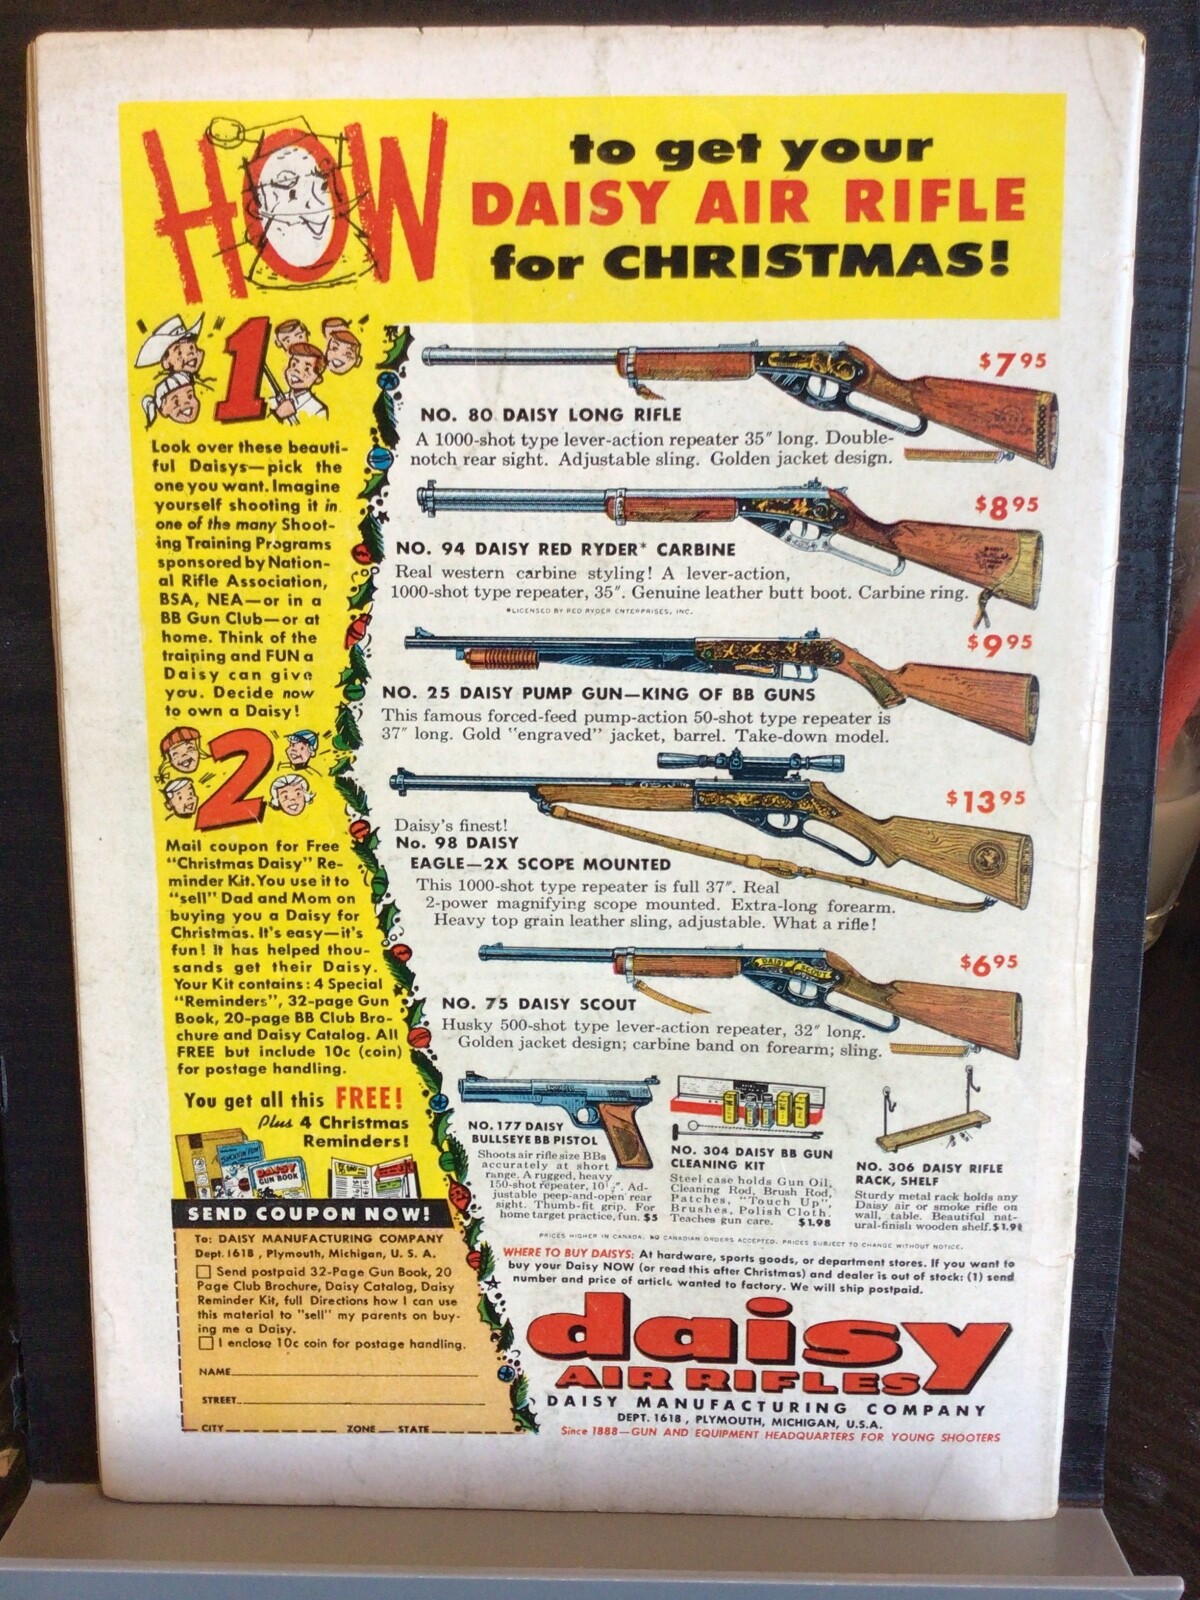 HOW
to get your
DAISY AIR RIFLE
for CHRISTMAS!
1
Look over these beauti-
ful Daisys—pick the
one you want. Imagine
yourself shooting it in
one of the many Shoot-
ing Training Programs
sponsored by Nation-
al Rifle Association,
BSA, NEA—or in a
BB Gun Club—or at
home. Think of the
training and FUN a
Daisy can give
you. Decide now
to own a Daisy!
2
Mail coupon for Free
"Christmas Daisy" Re-
minder Kit. You use it to
"sell" Dad and Mom on
buying you a Daisy for
Christmas. It's easy—it's
fun! It has helped thou-
sands get their Daisy.
Your Kit contains: 4 Special
"Reminders", 32-page Gun
Book, 20-page BB Club Bro-
chure and Daisy Catalog. All
FREE but include 10c (coin)
for postage handling.
You get all this FREE!
Plus 4 Christmas
Reminders!
DAISY
GUN BOOK
SEND COUPON NOW!
To: DAISY MANUFACTURING COMPANY
Dept. 1618, Plymouth, Michigan, U. S. A.
Send postpaid 32-Page Gun Book, 20
Page Club Brochure, Daisy Catalog, Daisy
Reminder Kit, full Directions how I can use
this material to "sell" my parents on buy-
ing me a Daisy.
I enclose 10c coin for postage handling.
NAME
STREET
CITY ZONE STATE
$7.95
NO. 80 DAISY LONG RIFLE
A 1000-shot type lever-action repeater 35" long. Double-
notch rear sight. Adjustable sling. Golden jacket design.
$8.95
NO. 94 DAISY RED RYDER* CARBINE
Real western carbine styling! A lever-action,
1000-shot type repeater, 35". Genuine leather butt boot. Carbine ring.
*LICENSED BY RED RYDER ENTERPRISES, INC.
$9.95
NO. 25 DAISY PUMP GUN—KING OF BB GUNS
This famous forced-feed pump-action 50-shot type repeater is
37" long. Gold "engraved" jacket, barrel. Take-down model.
$13.95
Daisy's finest!
No. 98 DAISY
EAGLE—2X SCOPE MOUNTED
This 1000-shot type repeater is full 37". Real
2-power magnifying scope mounted. Extra-long forearm.
Heavy top grain leather sling, adjustable. What a rifle!
DAISY SCOUT
$6.95
NO. 75 DAISY SCOUT
Husky 500-shot type lever-action repeater, 32" long.
Golden jacket design; carbine band on forearm; sling.
NO. 177 DAISY
BULLSEYE BB PISTOL
Shoots air rifle size BBs
accurately at short
range. A rugged, heavy
150-shot repeater, 10½". Ad-
justable peep-and-open rear
sight. Thumb-fit grip. For
home target practice, fun. $5
NO. 304 DAISY BB GUN
CLEANING KIT
Steel case holds Gun Oil,
Cleaning Rod, Brush Rod,
Patches, "Touch Up",
Brushes, Polish Cloth.
Teaches gun care. $1.98
NO. 306 DAISY RIFLE
RACK, SHELF
Sturdy metal rack holds any
Daisy air or smoke rifle on
wall, table. Beautiful nat-
ural-finish wooden shelf.
PRICES HIGHER IN CANADA. NO CANADIAN ORDERS ACCEPTED. PRICES SUBJECT TO CHANGE WITHOUT NOTICE.
WHERE TO BUY DAISYS: At hardware, sports goods, or department stores. If you want to
buy your Daisy NOW (or read this after Christmas) and dealer is out of stock: (1) send
number and price of article wanted to factory. We will ship postpaid.
daisy
AIR RIFLES
DAISY MANUFACTURING COMPANY
DEPT. 1618, PLYMOUTH, MICHIGAN, U.S.A.
Since 1888—GUN AND EQUIPMENT HEADQUARTERS FOR YOUNG SHOOTERS